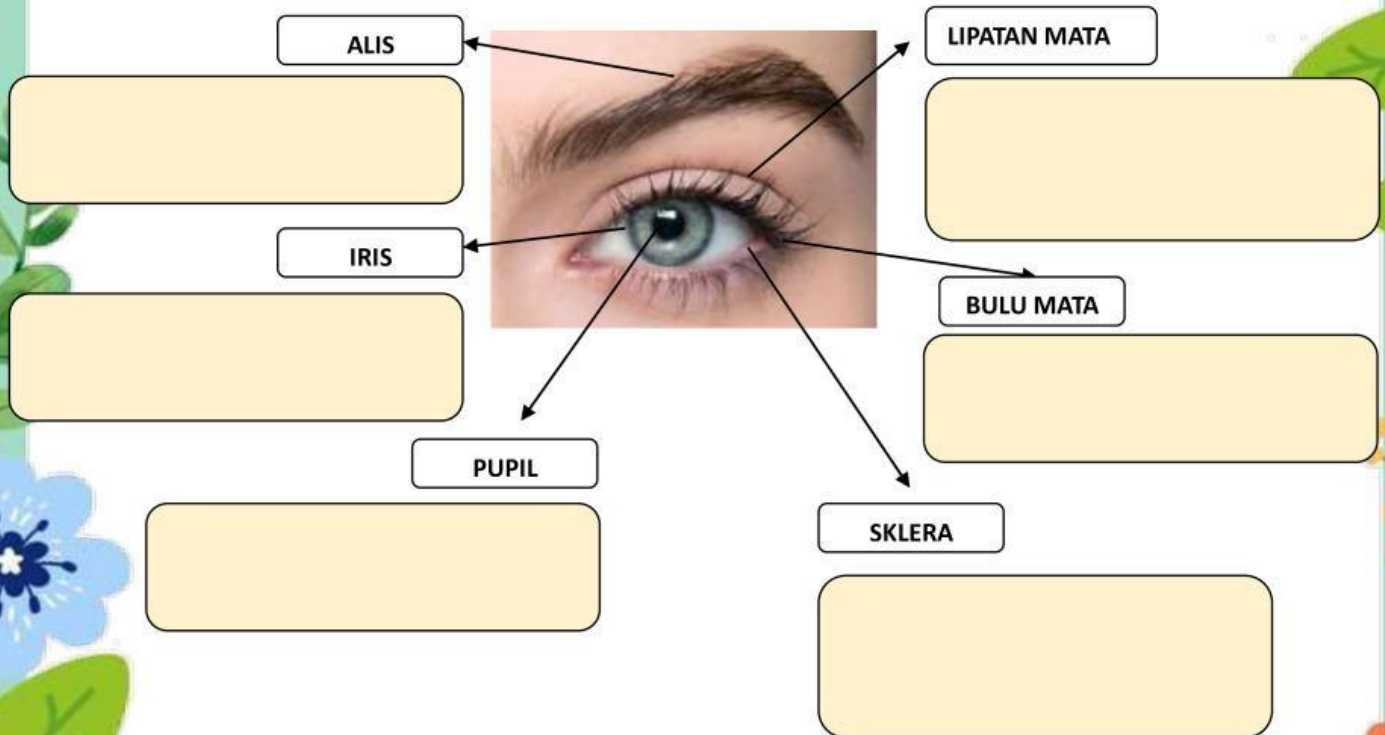 ALIS
LIPATAN MATA
IRIS
BULU MATA
PUPIL
SKLERA